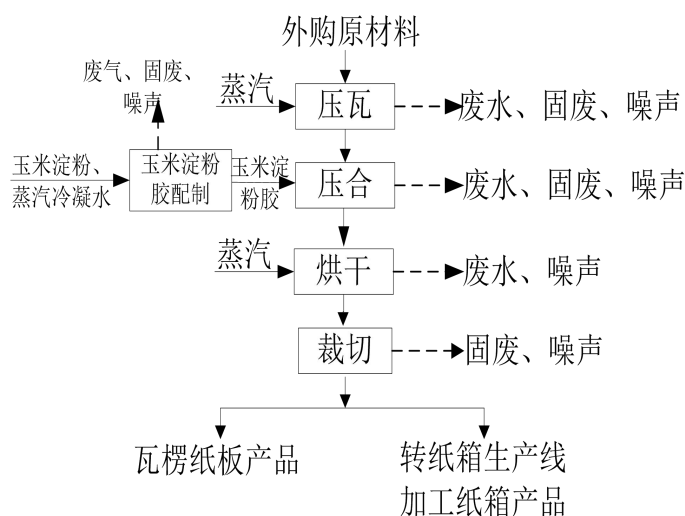 外购原材料
废气、固废、
噪声
蒸汽
压瓦
废水、固废、噪声
玉米淀粉、
蒸汽冷凝水
玉米淀粉
胶配制
玉米淀
粉胶
压合
废水、固废、噪声
蒸汽
烘干
废水、噪声
裁切
固废、噪声
瓦楞纸板产品
转纸箱生产线
加工纸箱产品